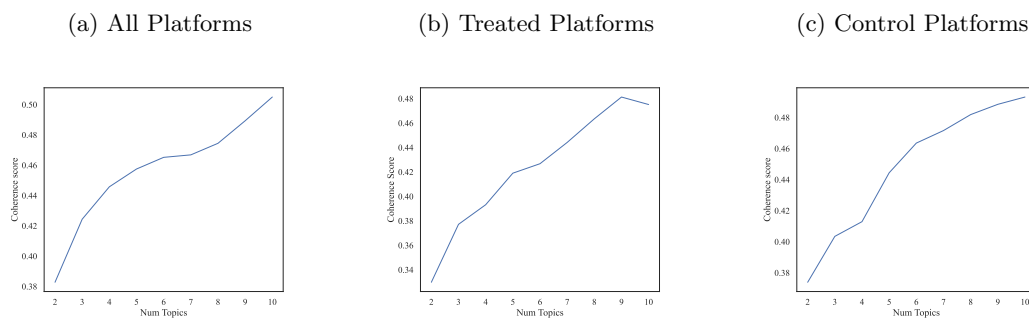 (a) All Platforms
(b) Treated Platforms
(c) Control Platforms
0.50
0.48
0.46
0.44
0.42
0.40
0.38
Coherence score
2 3 4 5 6 7 8 9 10
Num Topics
0.48
0.46
0.44
0.42
0.40
0.38
0.36
0.34
Coherence Score
2 3 4 5 6 7 8 9 10
Num Topics
0.48
0.46
0.44
0.42
0.40
0.38
Coherence score
2 3 4 5 6 7 8 9 10
Num Topics